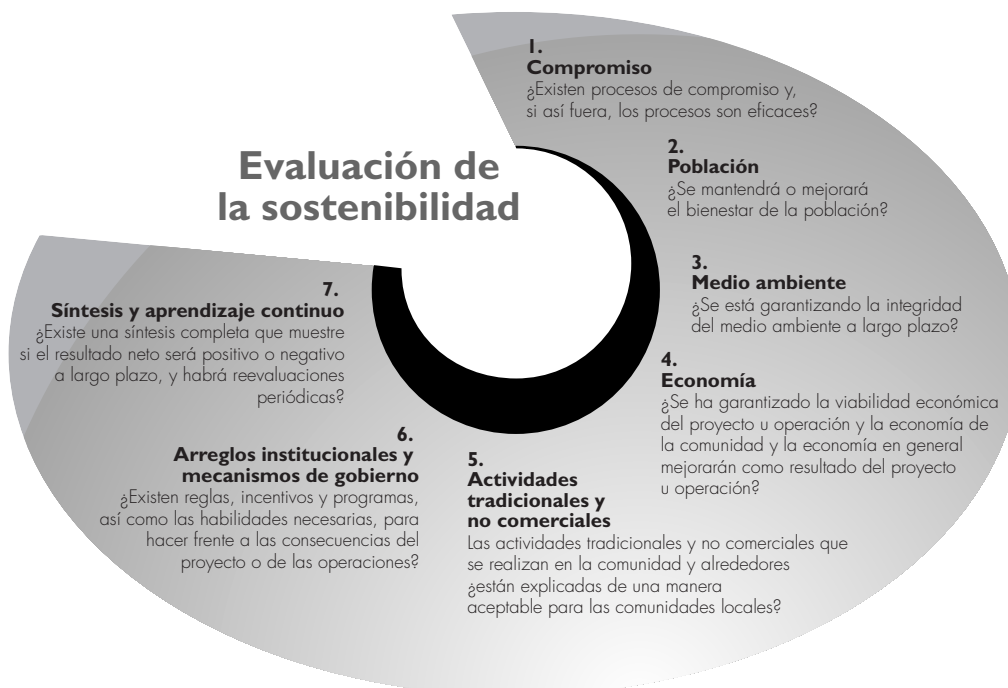 Evaluación de
la sostenibilidad
1.
Compromiso
¿Existen procesos de compromiso y,
si así fuera, los procesos son eficaces?
2.
Población
¿Se mantendrá o mejorará
el bienestar de la población?
3.
Medio ambiente
¿Se está garantizando la integridad
del medio ambiente a largo plazo?
4.
Economía
¿Se ha garantizado la viabilidad económica
del proyecto u operación y la economía de
la comunidad y la economía en general
mejorarán como resultado del proyecto
u operación?
5.
Actividades
tradicionales y
no comerciales
Las actividades tradicionales y no comerciales que
se realizan en la comunidad y alrededores
¿están explicadas de una manera
aceptable para las comunidades locales?
6.
Arreglos institucionales y
mecanismos de gobierno
¿Existen reglas, incentivos y programas,
así como las habilidades necesarias, para
hacer frente a las consecuencias del
proyecto o de las operaciones?
7.
Síntesis y aprendizaje continuo
¿Existe una síntesis completa que muestre
si el resultado neto será positivo o negativo
a largo plazo, y habrá reevaluaciones
periódicas?